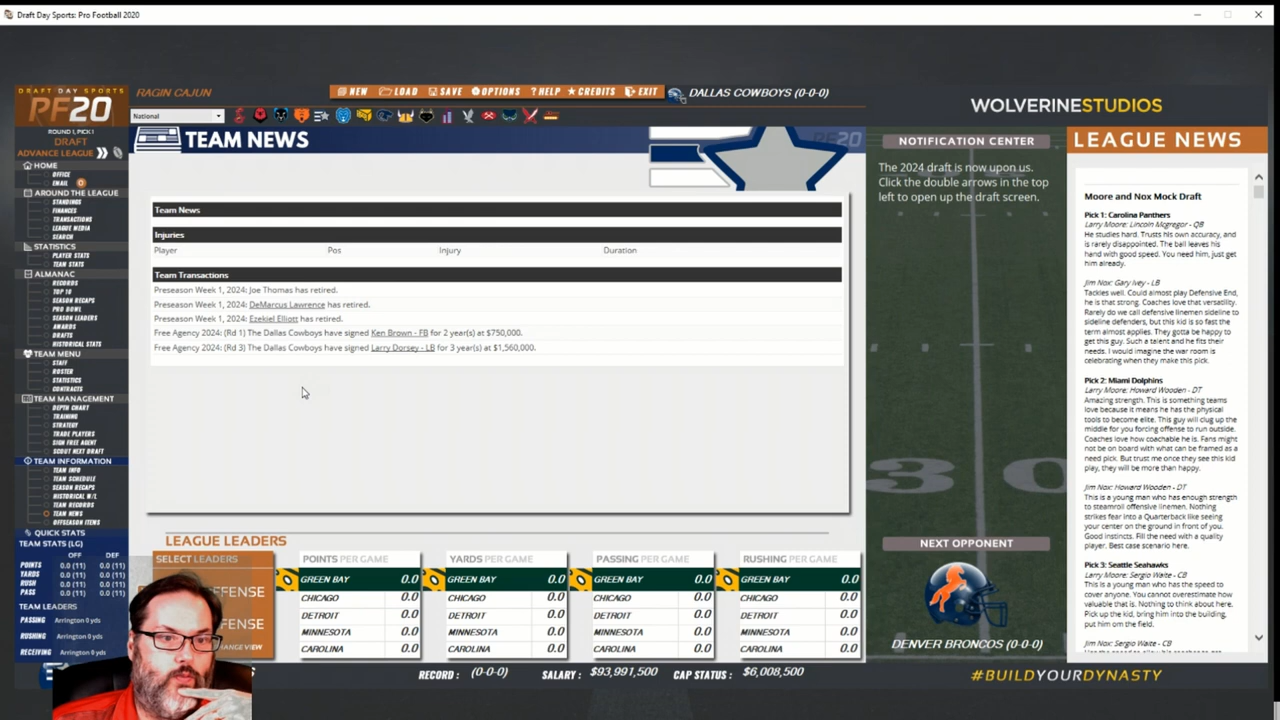 Draft Day Sports: Pro Football 2020
DRAFT DAY SPORTS
RAGIN CAJUN
NEW LOAD SAVE OPTIONS ? HELP CREDITS EXIT
DALLAS COWBOYS (0-0-0)
WOLVERINESTUDIOS
National
ROUND 1, PICK 1
DRAFT
ADVANCE LEAGUE
HOME
OFFICE
EMAIL 0
AROUND THE LEAGUE
STANDINGS
FINANCES
TRANSACTIONS
LEAGUE MEDIA
SEARCH
STATISTICS
PLAYER STATS
TEAM STATS
ALMANAC
RECORDS
TOP 10
SEASON RECAPS
PRO BOWL
SEASON LEADERS
AWARDS
DRAFTS
HISTORICAL STATS
TEAM MENU
STAFF
ROSTER
STATISTICS
CONTRACTS
TEAM MANAGEMENT
DEPTH CHART
TRAINING
STRATEGY
TRADE PLAYERS
SIGN FREE AGENT
SCOUT NEXT DRAFT
TEAM INFORMATION
TEAM INFO
TEAM SCHEDULE
SEASON RECAPS
HISTORICAL W/L
TEAM RECORDS
TEAM NEWS
OFFSEASON ITEMS
QUICK STATS
TEAM STATS (LG)
OFF DEF
POINTS 0.0 (11) 0.0 (11)
YARDS 0.0 (11) 0.0 (11)
RUSH 0.0 (11) 0.0 (11)
PASS 0.0 (11) 0.0 (11)
TEAM LEADERS
PASSING Arrington 0 yds
RUSHING Arrington 0 yds
RECEIVING Arrington 0 yds
TEAM NEWS
Team News
Injuries
Player Pos Injury Duration
Team Transactions
Preseason Week 1, 2024: Joe Thomas has retired.
Preseason Week 1, 2024: DeMarcus Lawrence has retired.
Preseason Week 1, 2024: Ezekiel Elliott has retired.
Free Agency 2024: (Rd 1) The Dallas Cowboys have signed Ken Brown - FB for 2 year(s) at $750,000.
Free Agency 2024: (Rd 3) The Dallas Cowboys have signed Larry Dorsey - LB for 3 year(s) at $1,560,000.
LEAGUE LEADERS
SELECT LEADERS
POINTS PER GAME
GREEN BAY 0.0
CHICAGO 0.0
DETROIT 0.0
MINNESOTA 0.0
CAROLINA 0.0
YARDS PER GAME
GREEN BAY 0.0
CHICAGO 0.0
DETROIT 0.0
MINNESOTA 0.0
CAROLINA 0.0
PASSING PER GAME
GREEN BAY 0.0
CHICAGO 0.0
DETROIT 0.0
MINNESOTA 0.0
CAROLINA 0.0
RUSHING PER GAME
GREEN BAY 0.0
CHICAGO 0.0
DETROIT 0.0
MINNESOTA 0.0
CAROLINA 0.0
RECORD : (0-0-0) SALARY: $93,991,500 CAP STATUS : $6,008,500
NOTIFICATION CENTER
The 2024 draft is now upon us.
Click the double arrows in the top
left to open up the draft screen.
NEXT OPPONENT
DENVER BRONCOS (0-0-0)
LEAGUE NEWS
Moore and Nox Mock Draft
Pick 1: Carolina Panthers
Larry Moore: Lincoln Mcgregor - QB
He studies hard. Trusts his own accuracy, and
is rarely disappointed. The ball leaves his
hand with good speed. You need him, just get
him already.
Jim Nox: Gary Ivey - LB
Tackles well. Could almost play Defensive End,
he is that strong. Coaches love that versatility.
Rarely do we call defensive linemen sideline to
sideline defenders, but this kid is so fast the
term almost applies. They gotta be happy to
get this guy. Such a talent and he fits their
needs. I would imagine the war room is
celebrating when they make this pick.
Pick 2: Miami Dolphins
Larry Moore: Howard Wooden - DT
Amazing strength. This is something teams
love because it means he has the physical
tools to become elite. This guy will clug up the
middle for you forcing offense to run outside.
Coaches love how coachable he is. Fans might
not be on board with what can be framed as a
need pick. But trust me once they see this kid
play, they will be more than happy.
Jim Nox: Howard Wooden - DT
This is a young man who has enough strength
to steamroll offensive linemen. Nothing
strikes fear into a Quarterback like seeing
your center on the ground in front of you.
Good instincts. Fill the need with a quality
player. Best case scenario here.
Pick 3: Seattle Seahawks
Larry Moore: Sergio Waite - CB
This is a young man who has the speed to
cover anyone. You cannot overestimate how
valuable that is. Nothing to think about here.
Pick up the kid, bring him into the building,
put him om the field.
Jim Nox: Sergio Waite - CB
#BUILDYOURDYNASTY